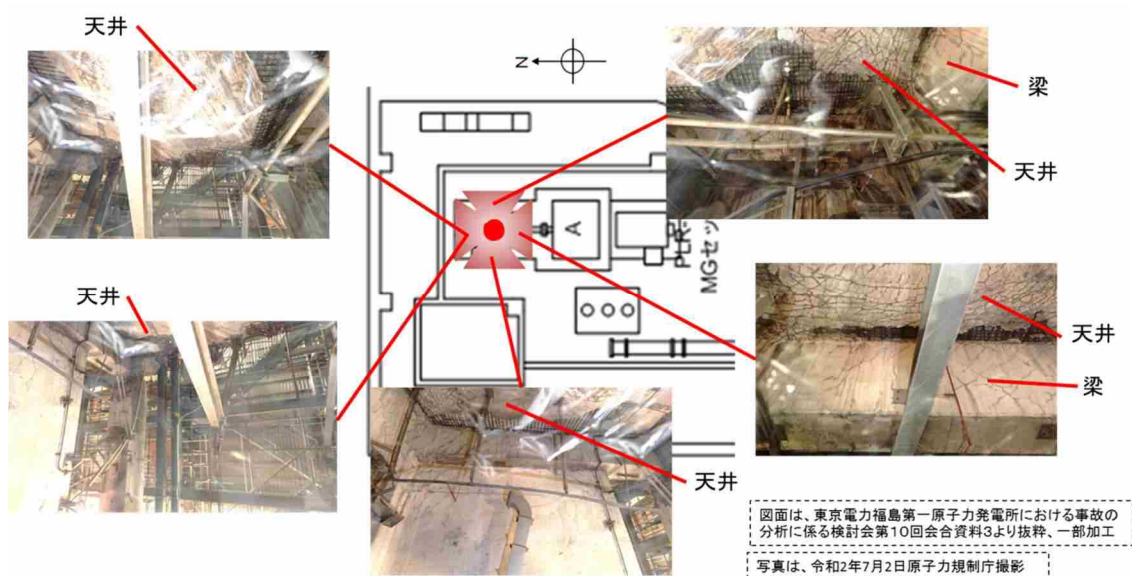 天井
N
梁
天井
天井
A
PLR-
MGセッ
天井
梁
天井
図面は、東京電力福島第一原子力発電所における事故の
分析に係る検討会第10回会合資料3より抜粋、一部加工
写真は、令和2年7月2日原子力規制庁撮影